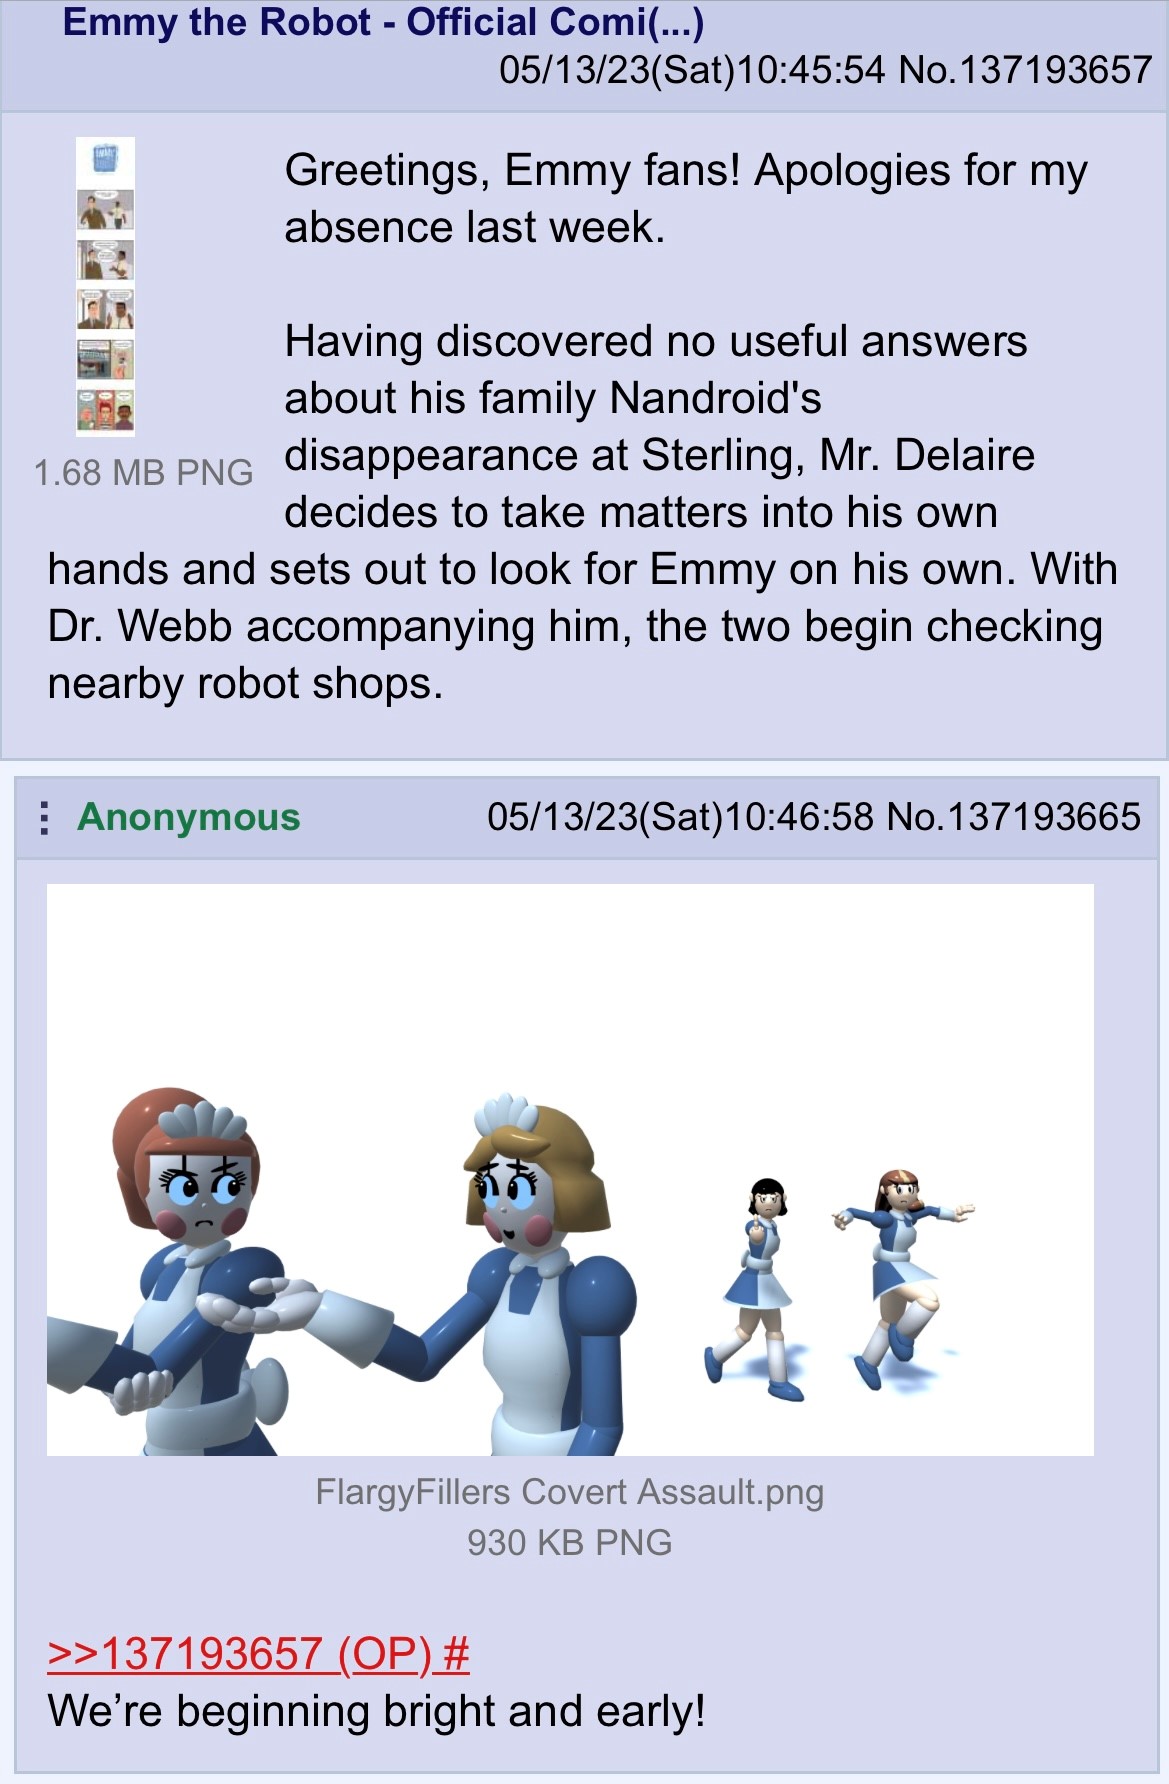 Emmy the Robot - Official Comi(...)
05/13/23(Sat)10:45:54 No.137193657
Greetings, Emmy fans! Apologies for my
absence last week.
Having discovered no useful answers
about his family Nandroid's
disappearance at Sterling, Mr. Delaire
decides to take matters into his own
1.68 MB PNG
hands and sets out to look for Emmy on his own. With
Dr. Webb accompanying him, the two begin checking
nearby robot shops.
Anonymous 05/13/23(Sat)10:46:58 No.137193665
FlargyFillers Covert Assault.png
930 KB PNG
>>137193657 (OP) #
We’re beginning bright and early!